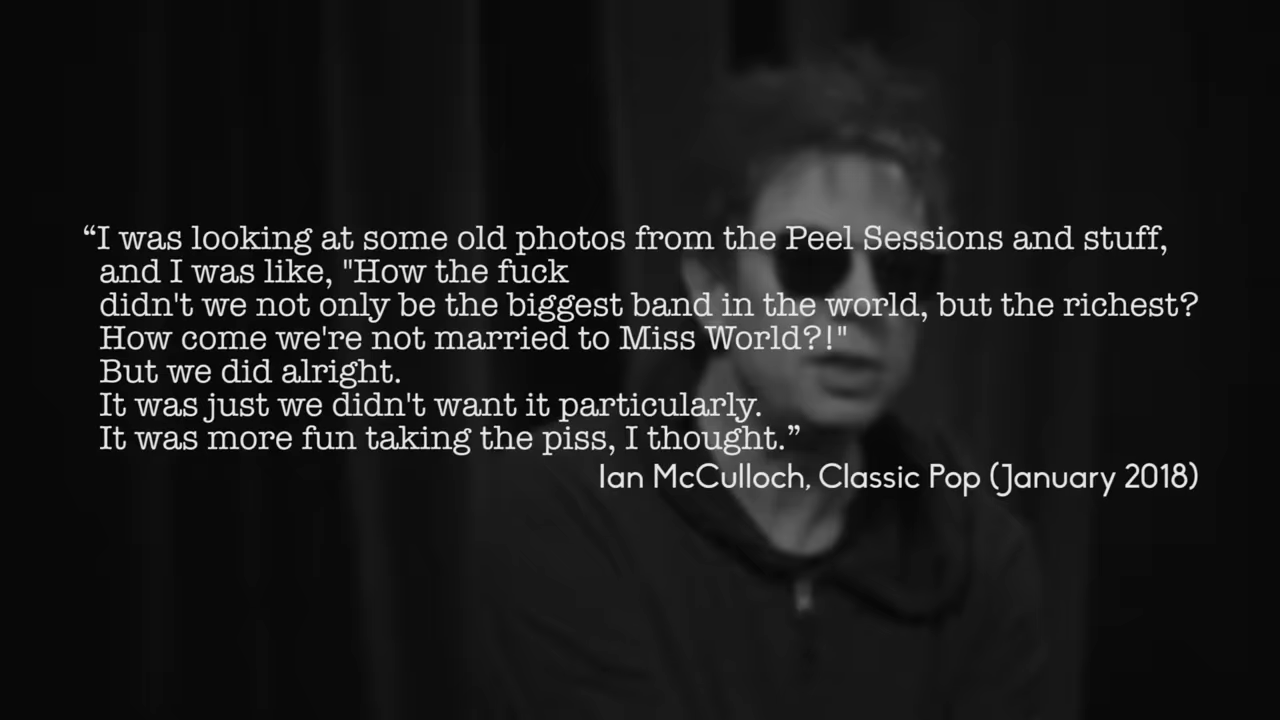 “I was looking at some old photos from the Peel Sessions and stuff,
and I was like, "How the fuck
didn't we not only be the biggest band in the world, but the richest?
How come we're not married to Miss World?!"
But we did alright.
It was just we didn't want it particularly.
It was more fun taking the piss, I thought.”
Ian McCulloch, Classic Pop (January 2018)